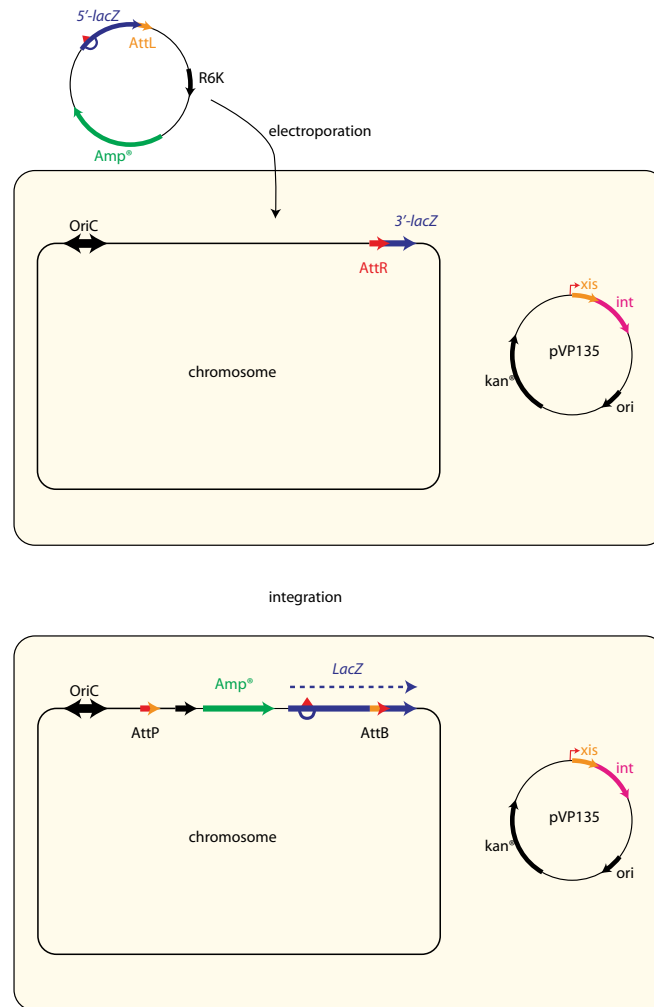 5'-lacZ
AttL
R6K
electroporation
Amp®
OriC
3'-lacZ
AttR
xis
int
pVP135
chromosome
kan®
ori
integration
LacZ
Amp®
OriC
AttP
AttB
xis
int
pVP135
chromosome
kan®
ori